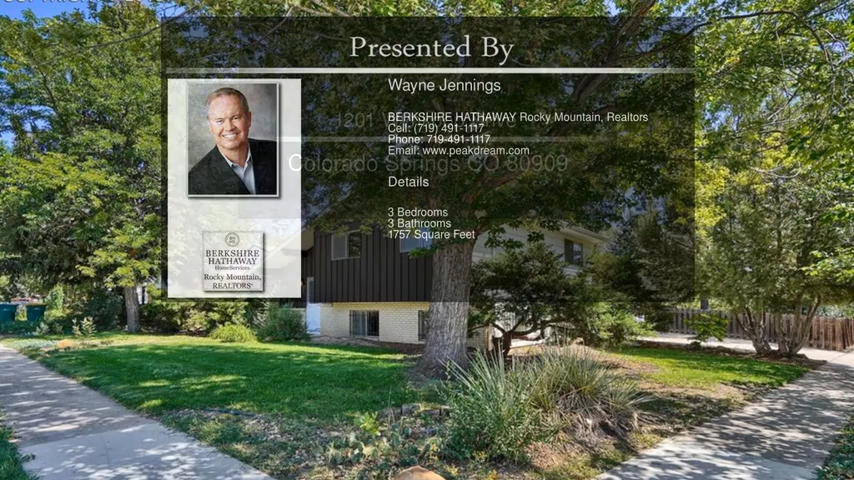 Presented By
Wayne Jennings
1201
BERKSHIRE HATHAWAY Rocky Mountain, Realtors
Cell: (719) 491-1117
Phone: 719-491-1117
Email: www.peakdream.com
Colorado Springs CO 80909
Details
3 Bedrooms
3 Bathrooms
1757 Square Feet
BERKSHIRE
HATHAWAY
HomeServices
Rocky Mountain,
REALTORS®